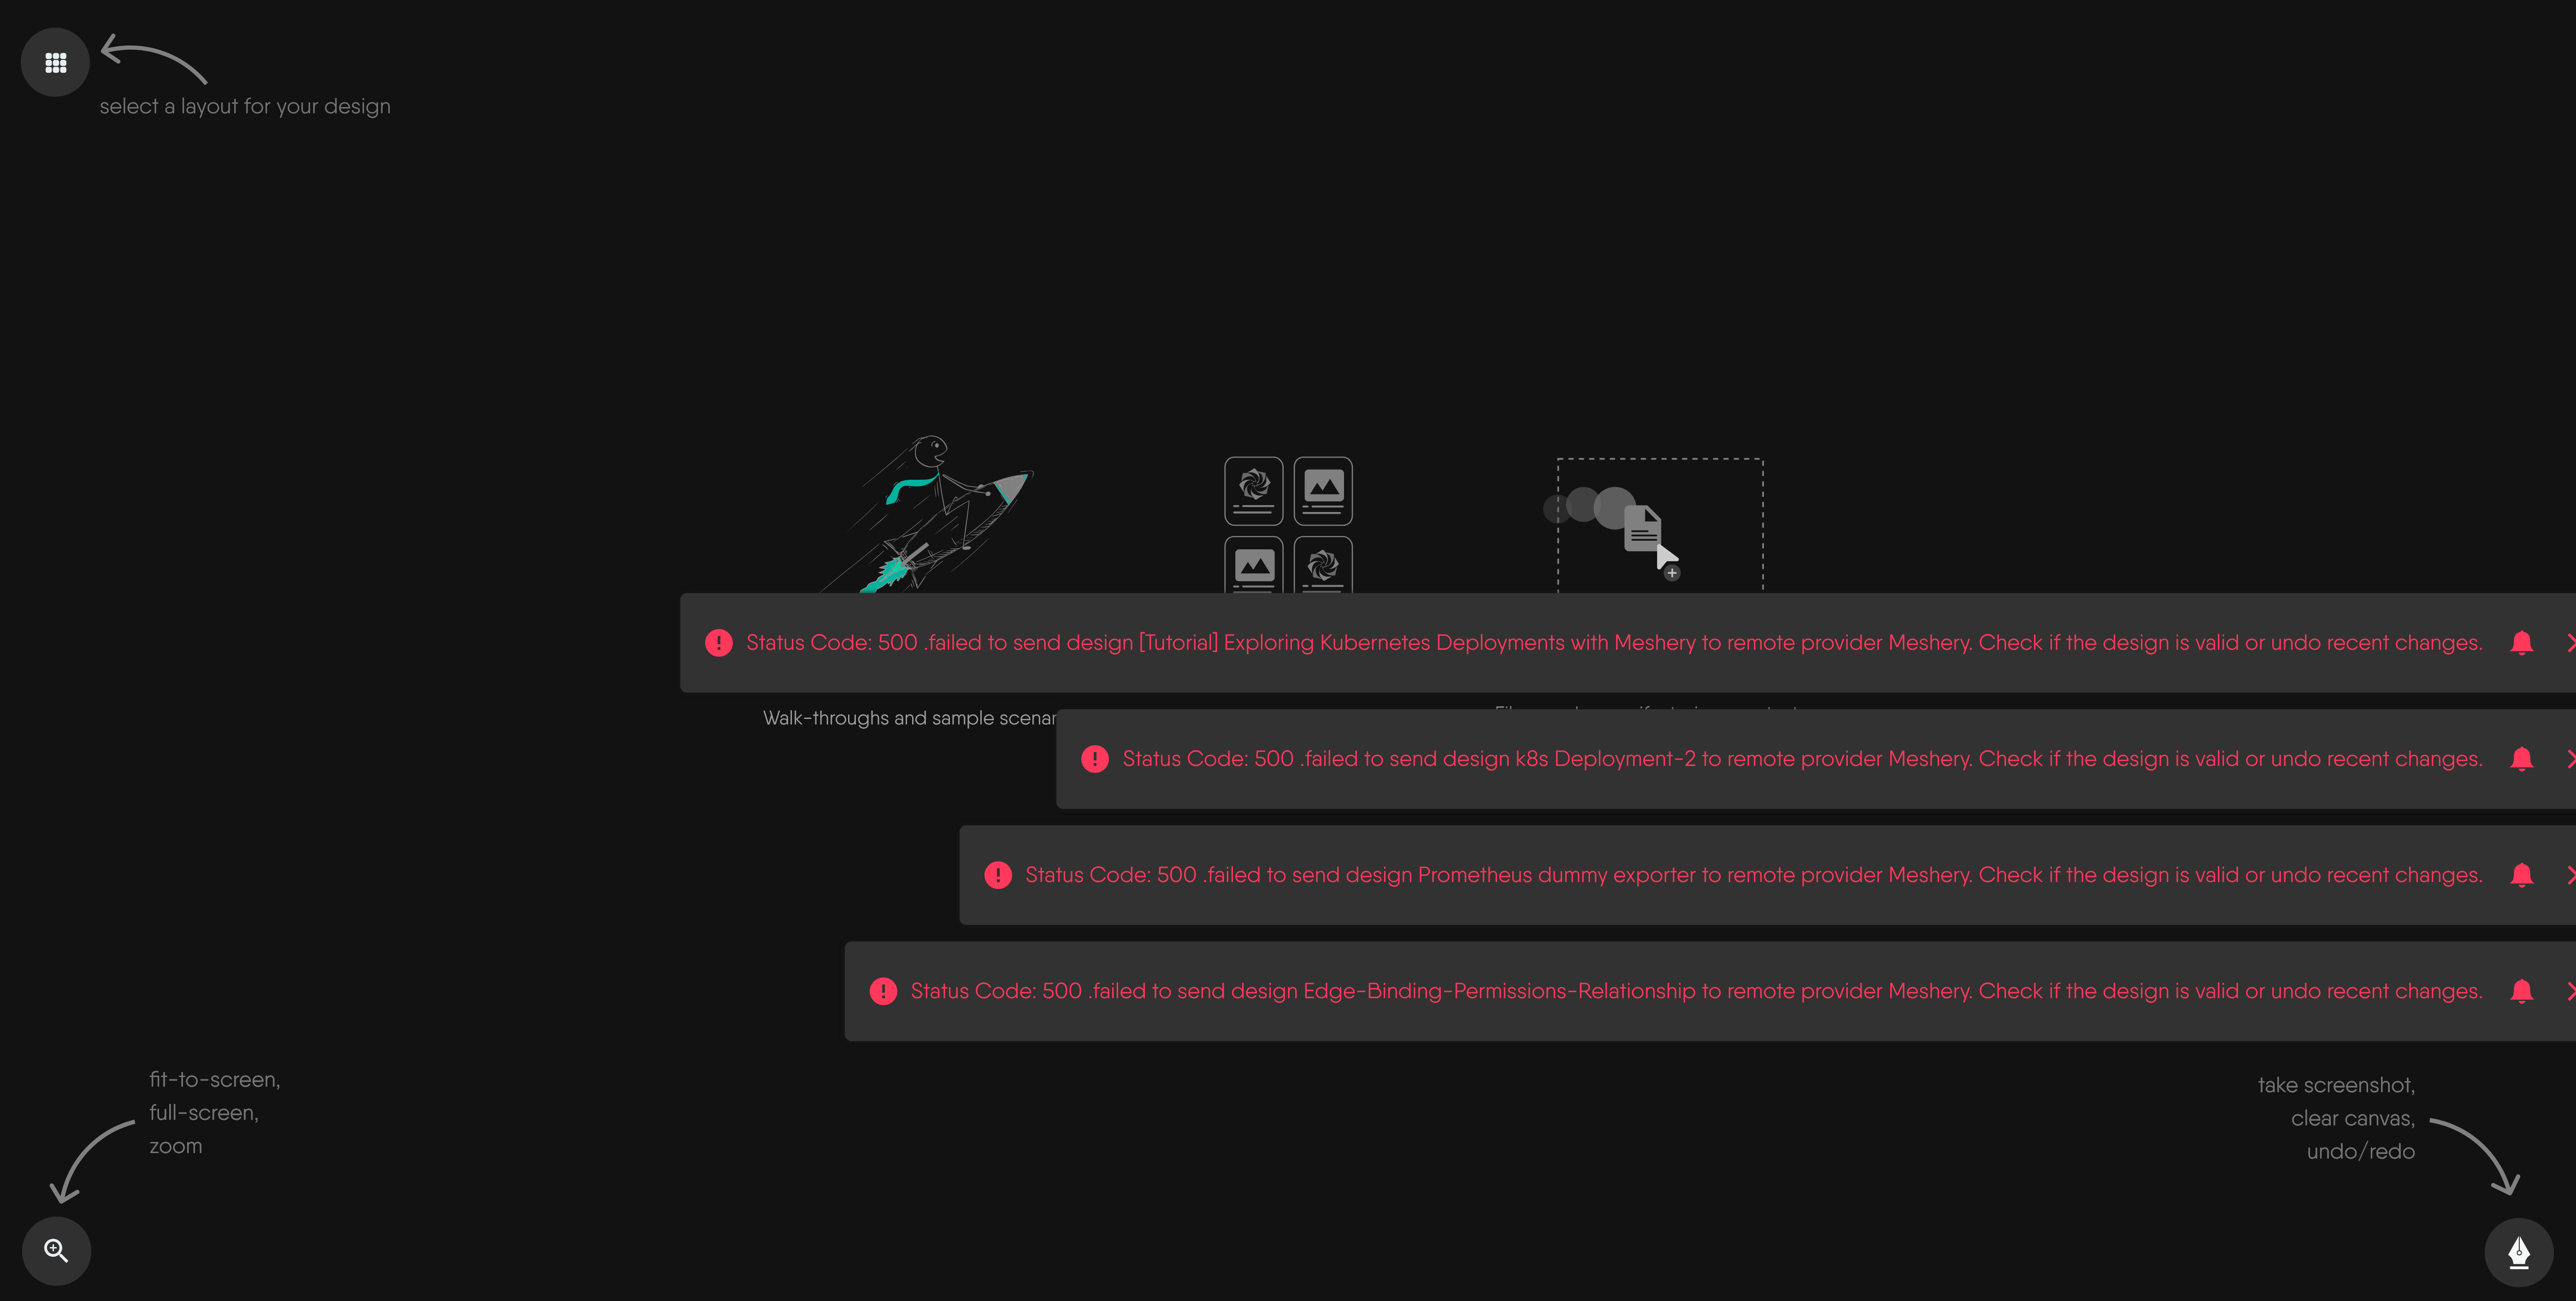 select a layout for your design
Status Code: 500 .failed to send design [Tutorial] Exploring Kubernetes Deployments with Meshery to remote provider Meshery. Check if the design is valid or undo recent changes.
Walk-throughs and sample
Status Code: 500 .failed to send design k8s Deployment-2 to remote provider Meshery. Check if the design is valid or undo recent changes.
Status Code: 500 .failed to send design Prometheus dummy exporter to remote provider Meshery. Check if the design is valid or undo recent changes.
Status Code: 500 .failed to send design Edge-Binding-Permissions-Relationship to remote provider Meshery. Check if the design is valid or undo recent changes.
fit-to-screen,
full-screen,
zoom
take screenshot,
clear canvas,
undo/redo